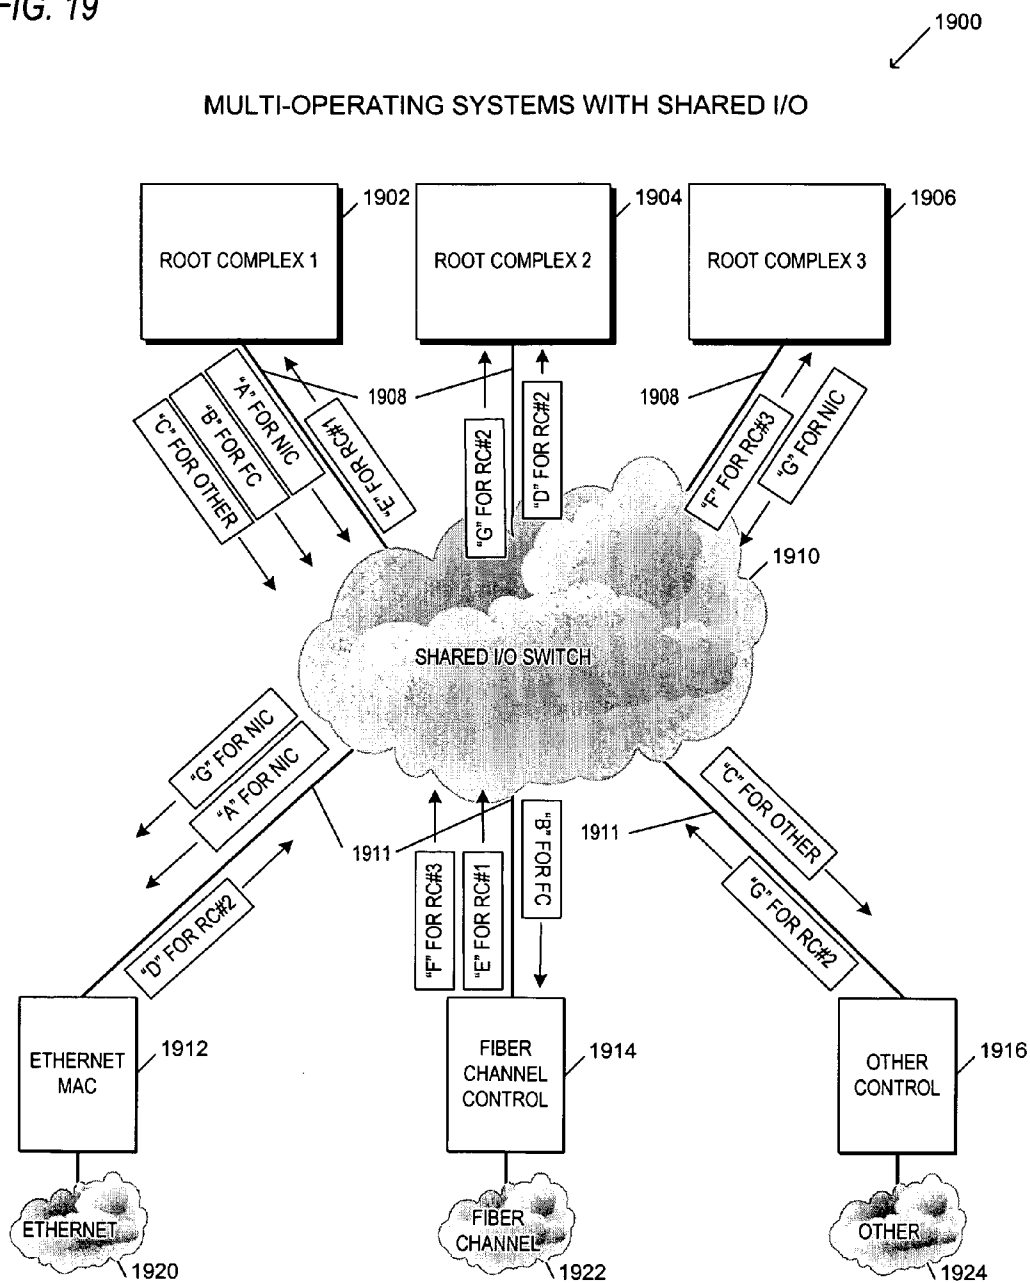 FIG. 19
1900
MULTI-OPERATING SYSTEMS WITH SHARED I/O
1902
1904
1906
ROOT COMPLEX 1
ROOT COMPLEX 2
ROOT COMPLEX 3
1908
1908
"A" FOR NIC
"B" FOR FC
"C" FOR OTHER
"E" FOR RC#1
"G" FOR RC#2
"D" FOR RC#2
"F" FOR RC#3
"G" FOR NIC
1910
SHARED I/O SWITCH
"G" FOR NIC
"A" FOR NIC
"D" FOR RC#2
1911
"F" FOR RC#3
"E" FOR RC#1
"B" FOR FC
1911
"C" FOR OTHER
"G" FOR RC#2
ETHERNET
MAC
1912
FIBER
CHANNEL
CONTROL
1914
OTHER
CONTROL
1916
ETHERNET
1920
FIBER
CHANNEL
1922
OTHER
1924